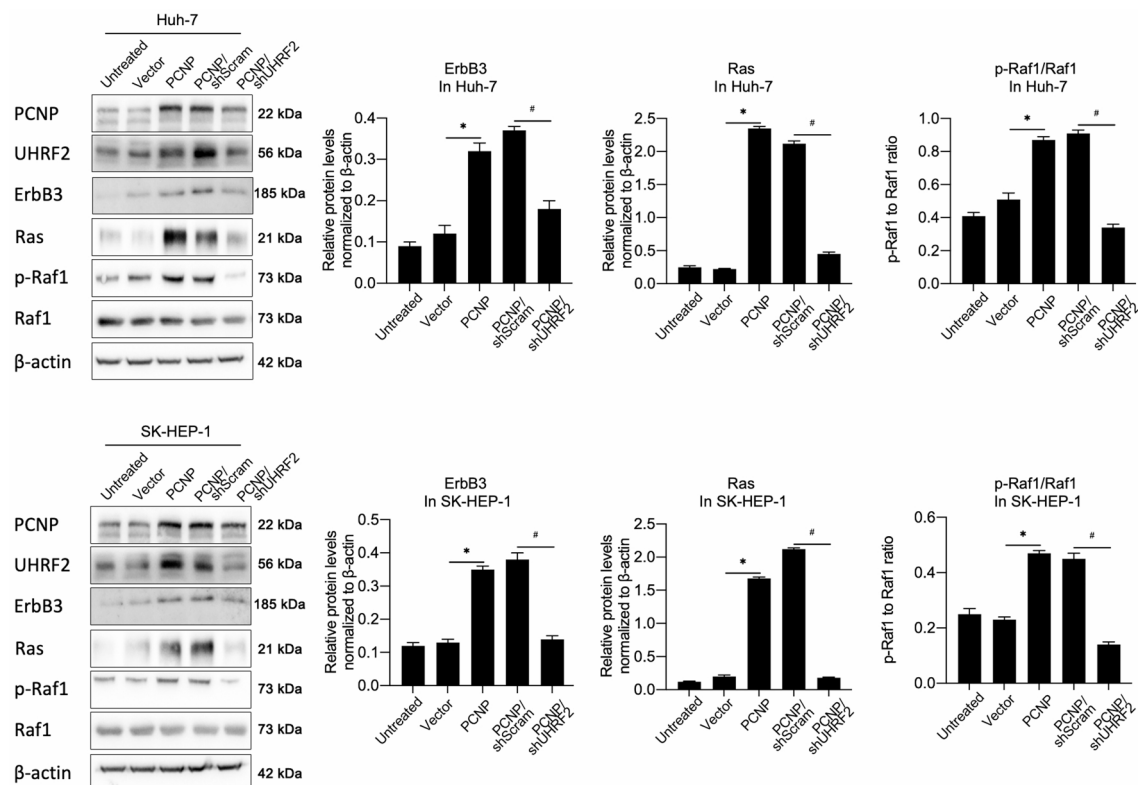 Huh-7
Untreated
Vector
PCNP
PCNP/
shScram
PCNP/
shUHRF2
PCNP
22 kDa
UHRF2
56 kDa
ErbB3
185 kDa
Ras
21 kDa
p-Raf1
73 kDa
Raf1
73 kDa
β-actin
42 kDa
ErbB3
In Huh-7
Relative protein levels
normalized to β-actin
0.4
0.3
0.2
0.1
0.0
*
#
Untreated
Vector
PCNP
PCNP/
shScram
PCNP/
shUHRF2
Ras
In Huh-7
Relative protein levels
normalized to β-actin
2.5
2.0
1.5
1.0
0.5
0.0
*
#
Untreated
Vector
PCNP
PCNP/
shScram
PCNP/
shUHRF2
p-Raf1/Raf1
In Huh-7
p-Raf1 to Raf1 ratio
1.0
0.8
0.6
0.4
0.2
0.0
*
#
Untreated
Vector
PCNP
PCNP/
shScram
PCNP/
shUHRF2
SK-HEP-1
Untreated
Vector
PCNP
PCNP/
shScram
PCNP/
shUHRF2
PCNP
22 kDa
UHRF2
56 kDa
ErbB3
185 kDa
Ras
21 kDa
p-Raf1
73 kDa
Raf1
73 kDa
β-actin
42 kDa
ErbB3
In SK-HEP-1
Relative protein levels
normalized to β-actin
0.5
0.4
0.3
0.2
0.1
0.0
*
#
Untreated
Vector
PCNP
PCNP/
shScram
PCNP/
shUHRF2
Ras
In SK-HEP-1
Relative protein levels
normalized to β-actin
2.5
2.0
1.5
1.0
0.5
0.0
*
#
Untreated
Vector
PCNP
PCNP/
shScram
PCNP/
shUHRF2
p-Raf1/Raf1
In SK-HEP-1
p-Raf1 to Raf1 ratio
0.6
0.4
0.2
0.0
*
#
Untreated
Vector
PCNP
PCNP/
shScram
PCNP/
shUHRF2